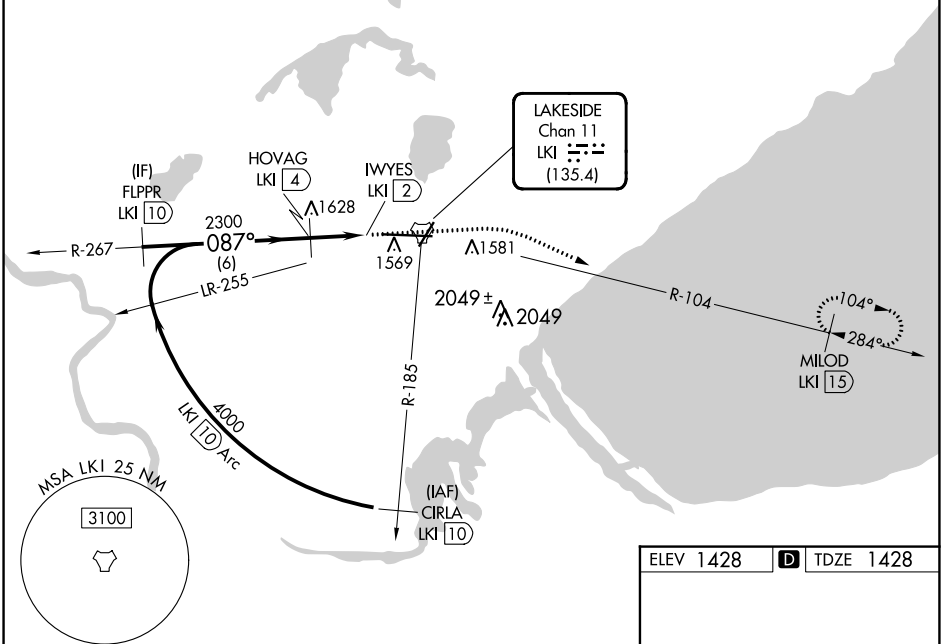 LAKESIDE
Chan 11
LKI
(135.4)
HOVAG
LKI 4
IWYES
LKI 2
(IF)
FLPPR
LKI 10
1628
2300
087°
(6)
R-267
LR-255
1569
1581
2049± 2049
R-104
104°
284°
MILOD
LKI 15
R-185
4000
LKI 10 Arc
(IAF)
CIRLA
LKI 10
MSA LKI 25 NM
3100
ELEV 1428 D TDZE 1428